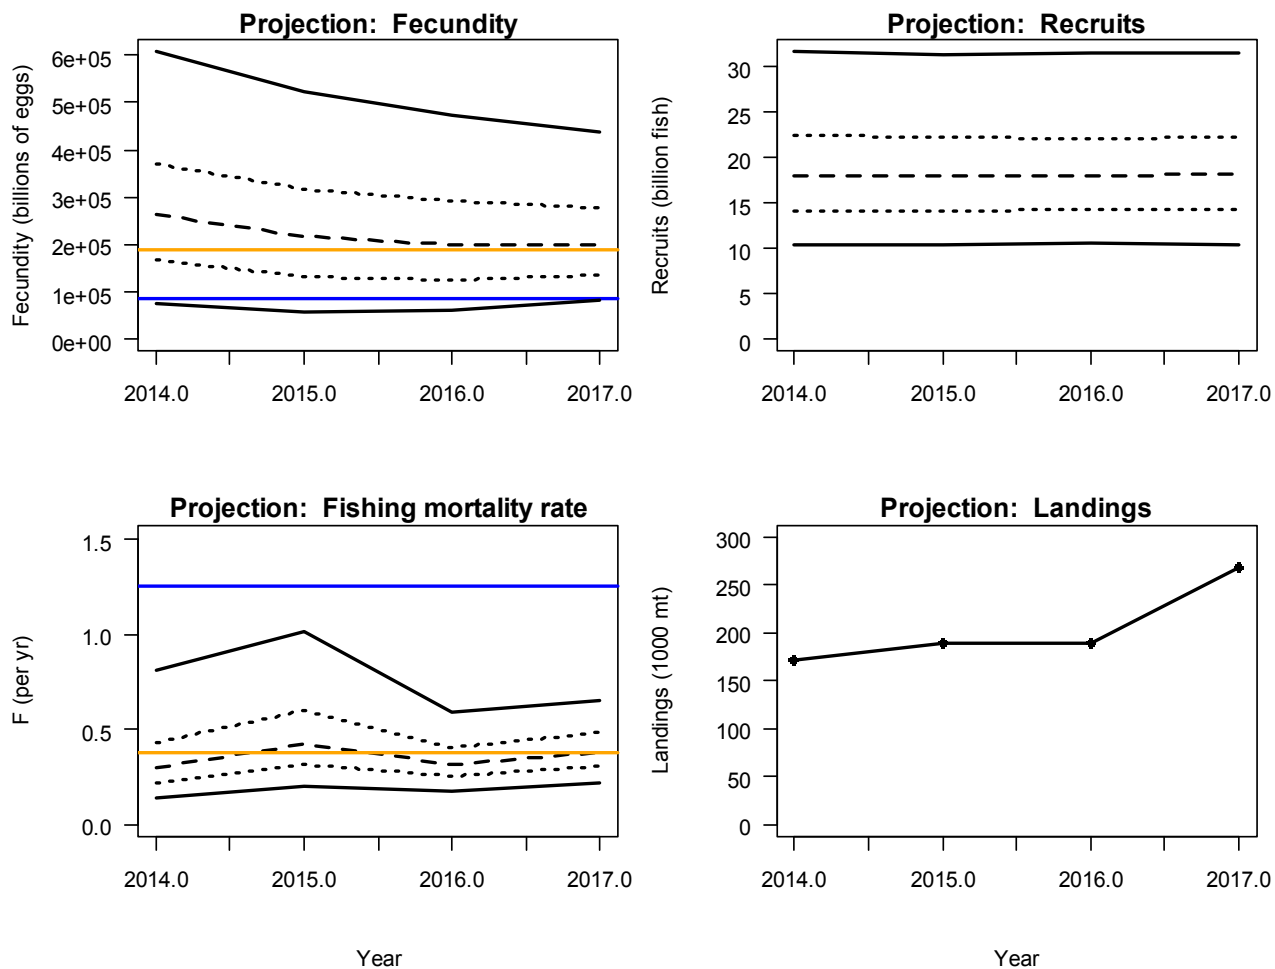 Projection: Fecundity
Fecundity (billions of eggs)
6e+05
5e+05
4e+05
3e+05
2e+05
1e+05
0e+00
2014.0 2015.0 2016.0 2017.0
Projection: Recruits
Recruits (billion fish)
30
25
20
15
10
5
0
2014.0 2015.0 2016.0 2017.0
Projection: Fishing mortality rate
F (per yr)
1.5
1.0
0.5
0.0
2014.0 2015.0 2016.0 2017.0
Year
Projection: Landings
Landings (1000 mt)
300
250
200
150
100
50
0
2014.0 2015.0 2016.0 2017.0
Year